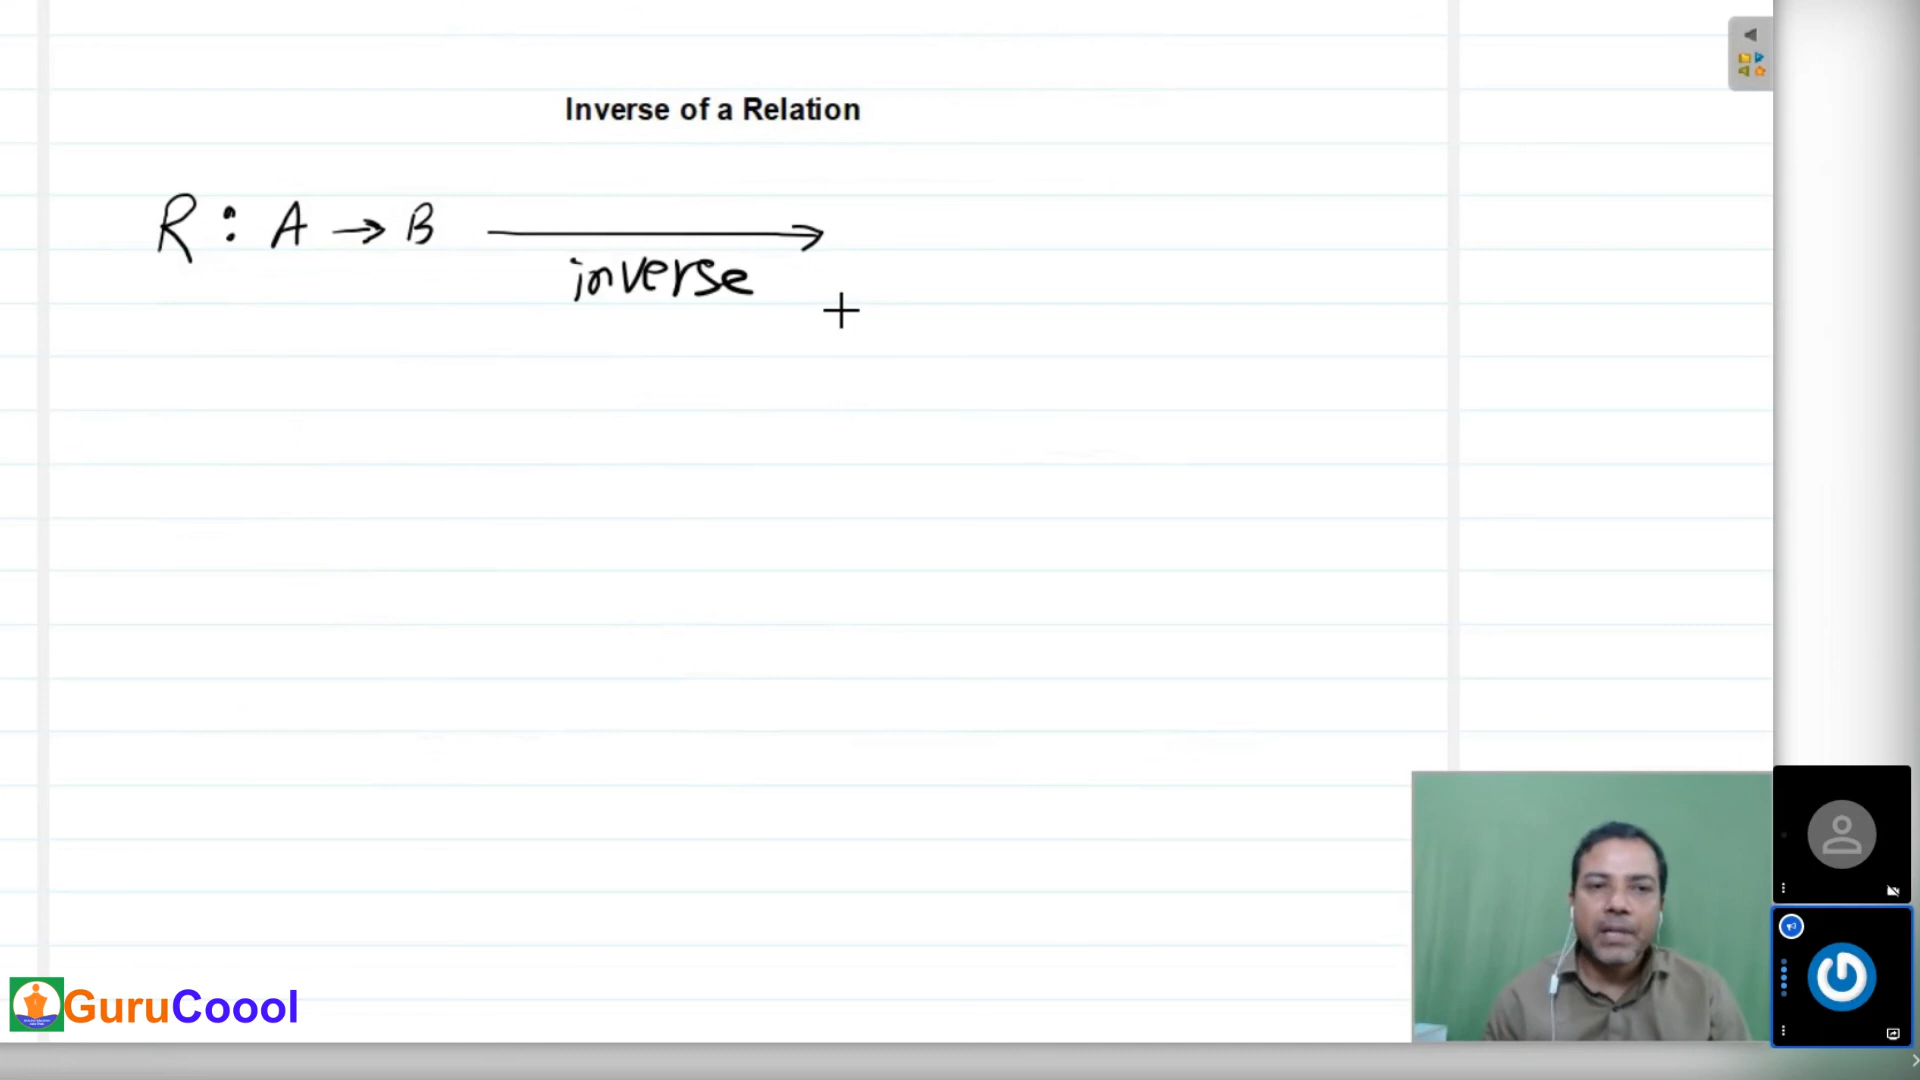 Inverse of a Relation
R : A → B ⟶
inverse
GuruCoool